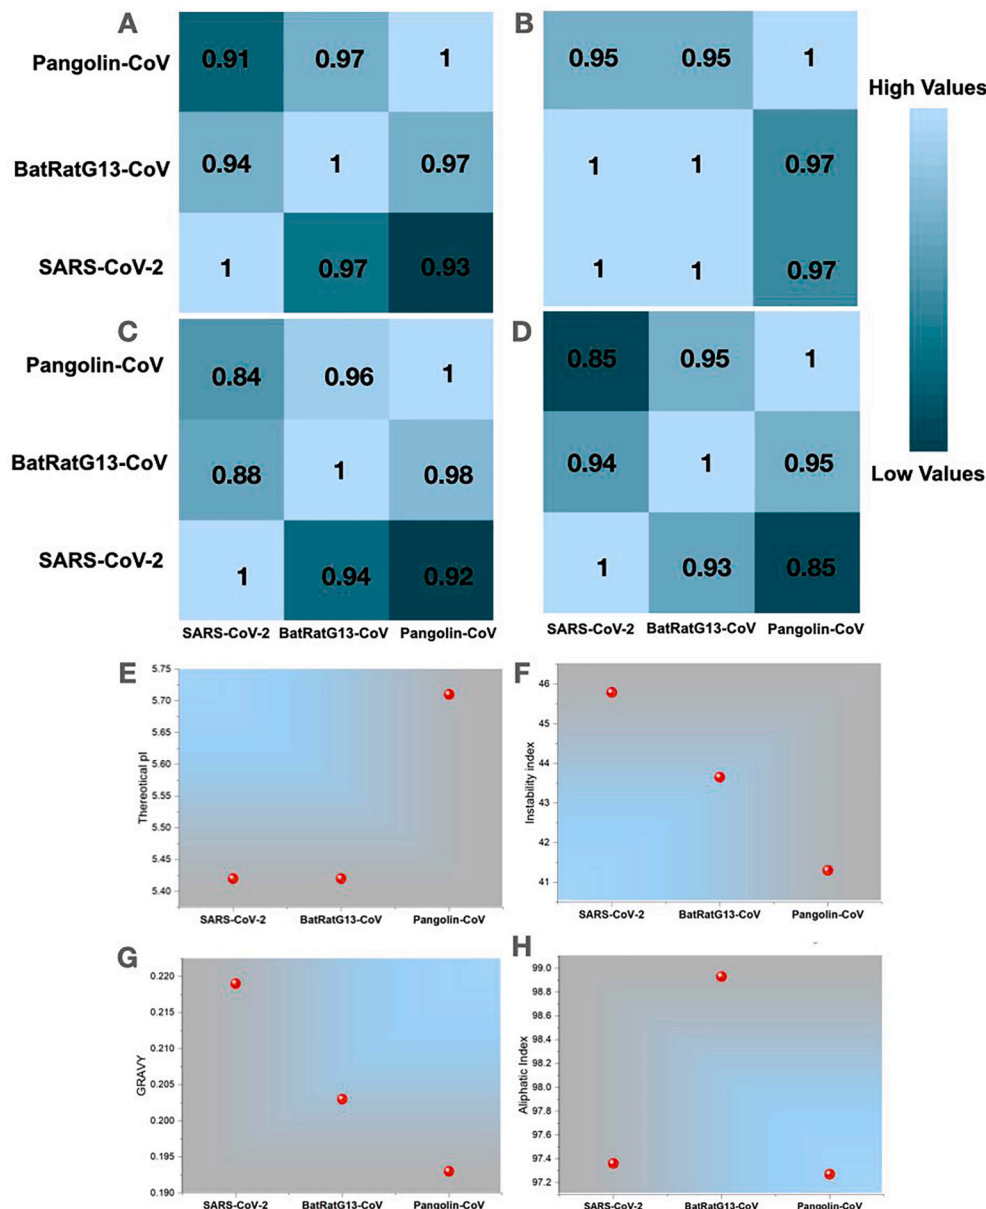 A
B
Pangolin-CoV
0.91
0.97
1
0.95
0.95
1
High Values
BatRatG13-CoV
0.94
1
0.97
1
1
0.97
SARS-CoV-2
1
0.97
0.93
1
1
0.97
C
D
Pangolin-CoV
0.84
0.96
1
0.85
0.95
1
BatRatG13-CoV
0.88
1
0.98
0.94
1
0.95
Low Values
SARS-CoV-2
1
0.94
0.92
1
0.93
0.85
SARS-CoV-2
BatRatG13-CoV
Pangolin-CoV
SARS-CoV-2
BatRatG13-CoV
Pangolin-CoV
E
5.75
5.70
5.65
5.60
5.55
5.50
5.45
5.40
Thereotical pI
SARS-CoV-2
BatRatG13-CoV
Pangolin-CoV
F
46
45
44
43
42
41
Instability index
SARS-CoV-2
BatRatG13-CoV
Pangolin-CoV
G
0.220
0.215
0.210
0.205
0.200
0.195
0.190
GRAVY
SARS-CoV-2
BatRatG13-CoV
Pangolin-CoV
H
99.0
98.8
98.6
98.4
98.2
98.0
97.8
97.6
97.4
97.2
Aliphatic Index
SARS-CoV-2
BatRatG13-CoV
Pangolin-CoV